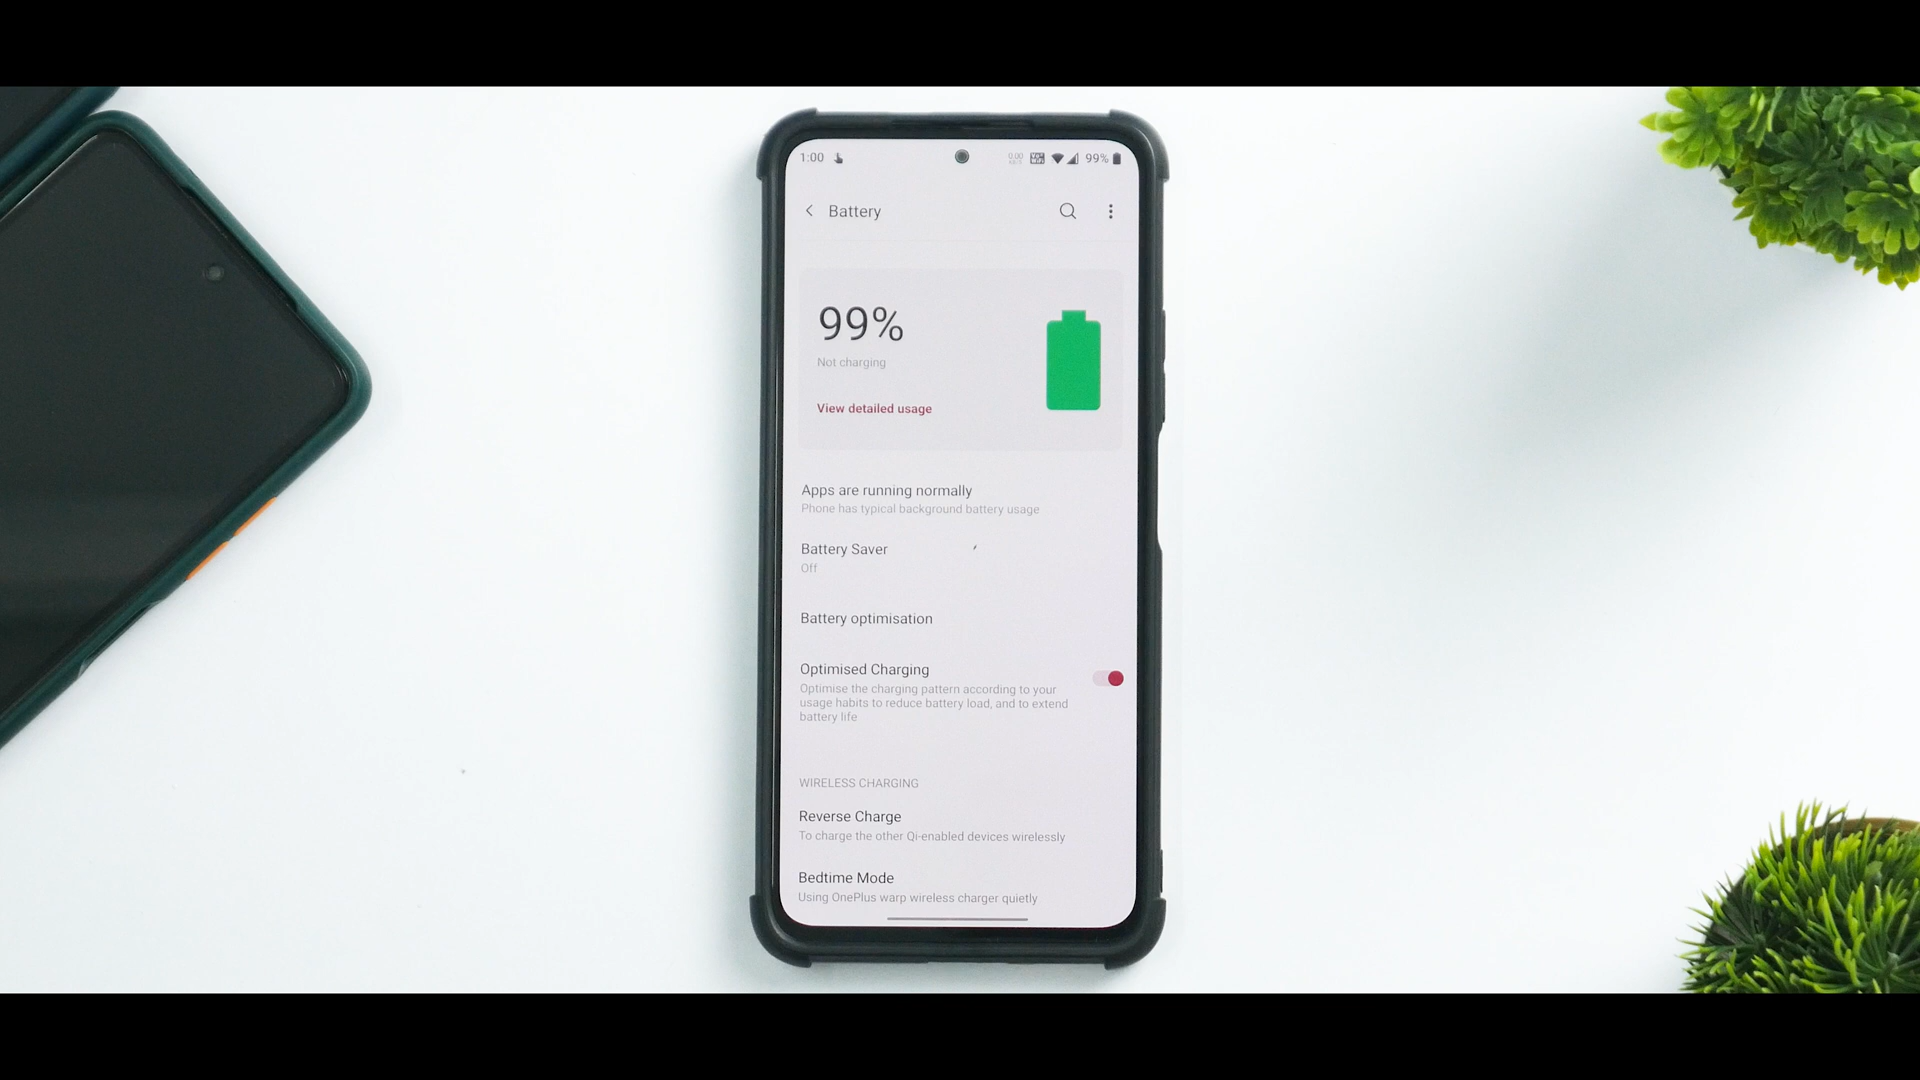 1:00 99%
Battery
99%
Not charging
View detailed usage
Apps are running normally
Phone has typical background battery usage
Battery Saver
Off
Battery optimisation
Optimised Charging
Optimise the charging pattern according to your
usage habits to reduce battery load, and to extend
battery life
WIRELESS CHARGING
Reverse Charge
To charge the other Qi-enabled devices wirelessly
Bedtime Mode
Using OnePlus warp wireless charger quietly